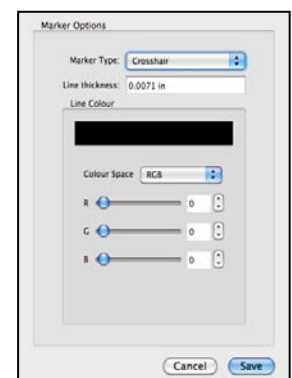 Marker Options
Marker Type: Crosshair
Line thickness: 0.0071 in
Line Colour
Colour Space RGB
R 0
G 0
B 0
Cancel Save